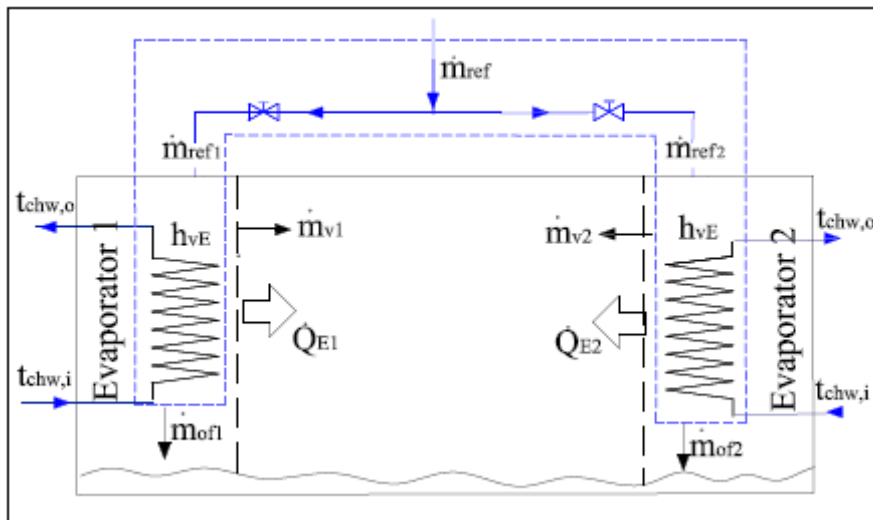 ṁref
ṁref1
ṁref2
tchw,o
hvE
ṁv1
ṁv2
hvE
tchw,o
Evaporator 1
Q̇E1
Q̇E2
Evaporator 2
tchw,i
tchw,i
ṁof1
ṁof2